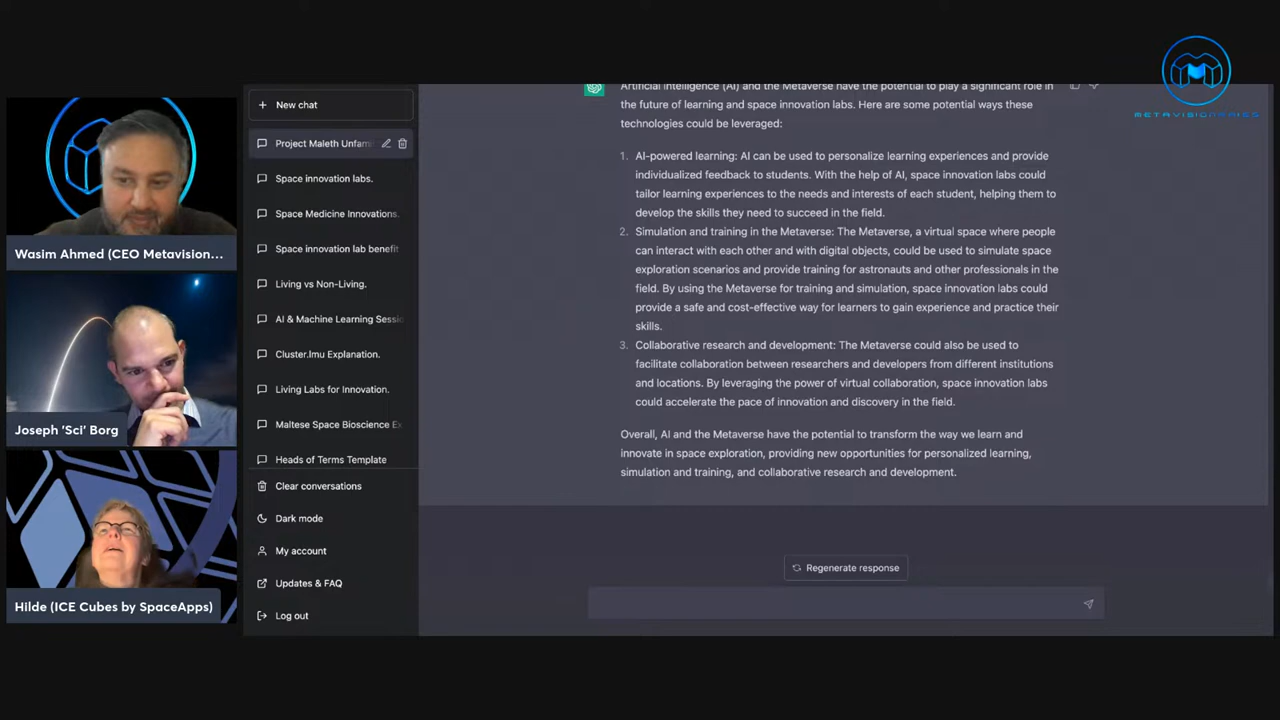 METAVISIONARIES
Wasim Ahmed (CEO Metavision...
Joseph 'Sci' Borg
Hilde (ICE Cubes by SpaceApps)
New chat
Project Maleth Unfam
Space innovation labs.
Space Medicine Innovations.
Space innovation lab benefit
Living vs Non-Living.
AI & Machine Learning Sessi
Cluster.Imu Explanation.
Living Labs for Innovation.
Maltese Space Bioscience Ex
Heads of Terms Template
Clear conversations
Dark mode
My account
Updates & FAQ
Log out
Artificial intelligence (AI) and the Metaverse have the potential to play a significant role in
the future of learning and space innovation labs. Here are some potential ways these
technologies could be leveraged:
1. AI-powered learning: AI can be used to personalize learning experiences and provide
individualized feedback to students. With the help of AI, space innovation labs could
tailor learning experiences to the needs and interests of each student, helping them to
develop the skills they need to succeed in the field.
2. Simulation and training in the Metaverse: The Metaverse, a virtual space where people
can interact with each other and with digital objects, could be used to simulate space
exploration scenarios and provide training for astronauts and other professionals in the
field. By using the Metaverse for training and simulation, space innovation labs could
provide a safe and cost-effective way for learners to gain experience and practice their
skills.
3. Collaborative research and development: The Metaverse could also be used to
facilitate collaboration between researchers and developers from different institutions
and locations. By leveraging the power of virtual collaboration, space innovation labs
could accelerate the pace of innovation and discovery in the field.
Overall, AI and the Metaverse have the potential to transform the way we learn and
innovate in space exploration, providing new opportunities for personalized learning,
simulation and training, and collaborative research and development.
Regenerate response